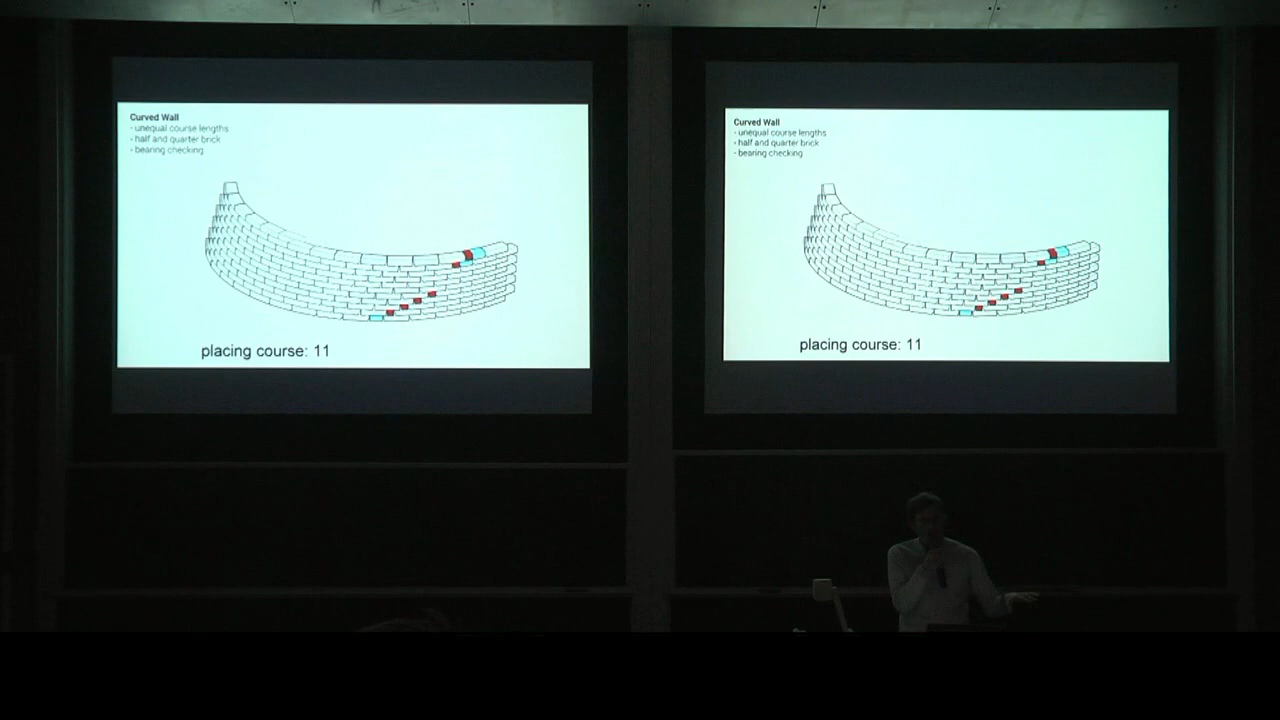 Curved Wall
- unequal course lengths
- half and quarter brick
- bearing checking
placing course: 11
Curved Wall
- unequal course lengths
- half and quarter brick
- bearing checking
placing course: 11